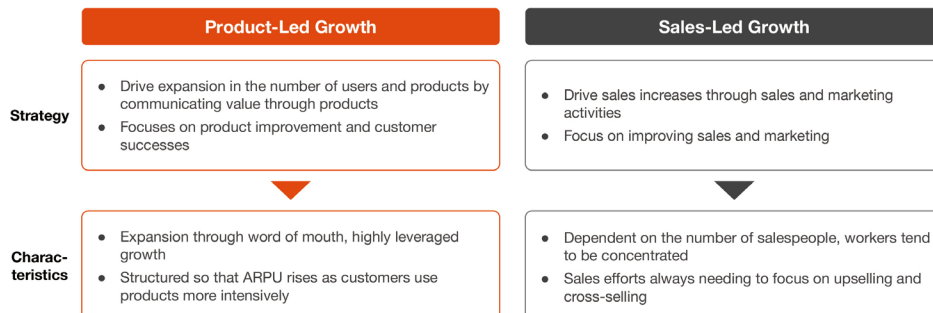 Product-Led Growth
Sales-Led Growth
Strategy
● Drive expansion in the number of users and products by
communicating value through products
● Focuses on product improvement and customer
successes
● Drive sales increases through sales and marketing
activities
● Focus on improving sales and marketing
Charac-
teristics
● Expansion through word of mouth, highly leveraged
growth
● Structured so that ARPU rises as customers use
products more intensively
● Dependent on the number of salespeople, workers tend
to be concentrated
● Sales efforts always needing to focus on upselling and
cross-selling